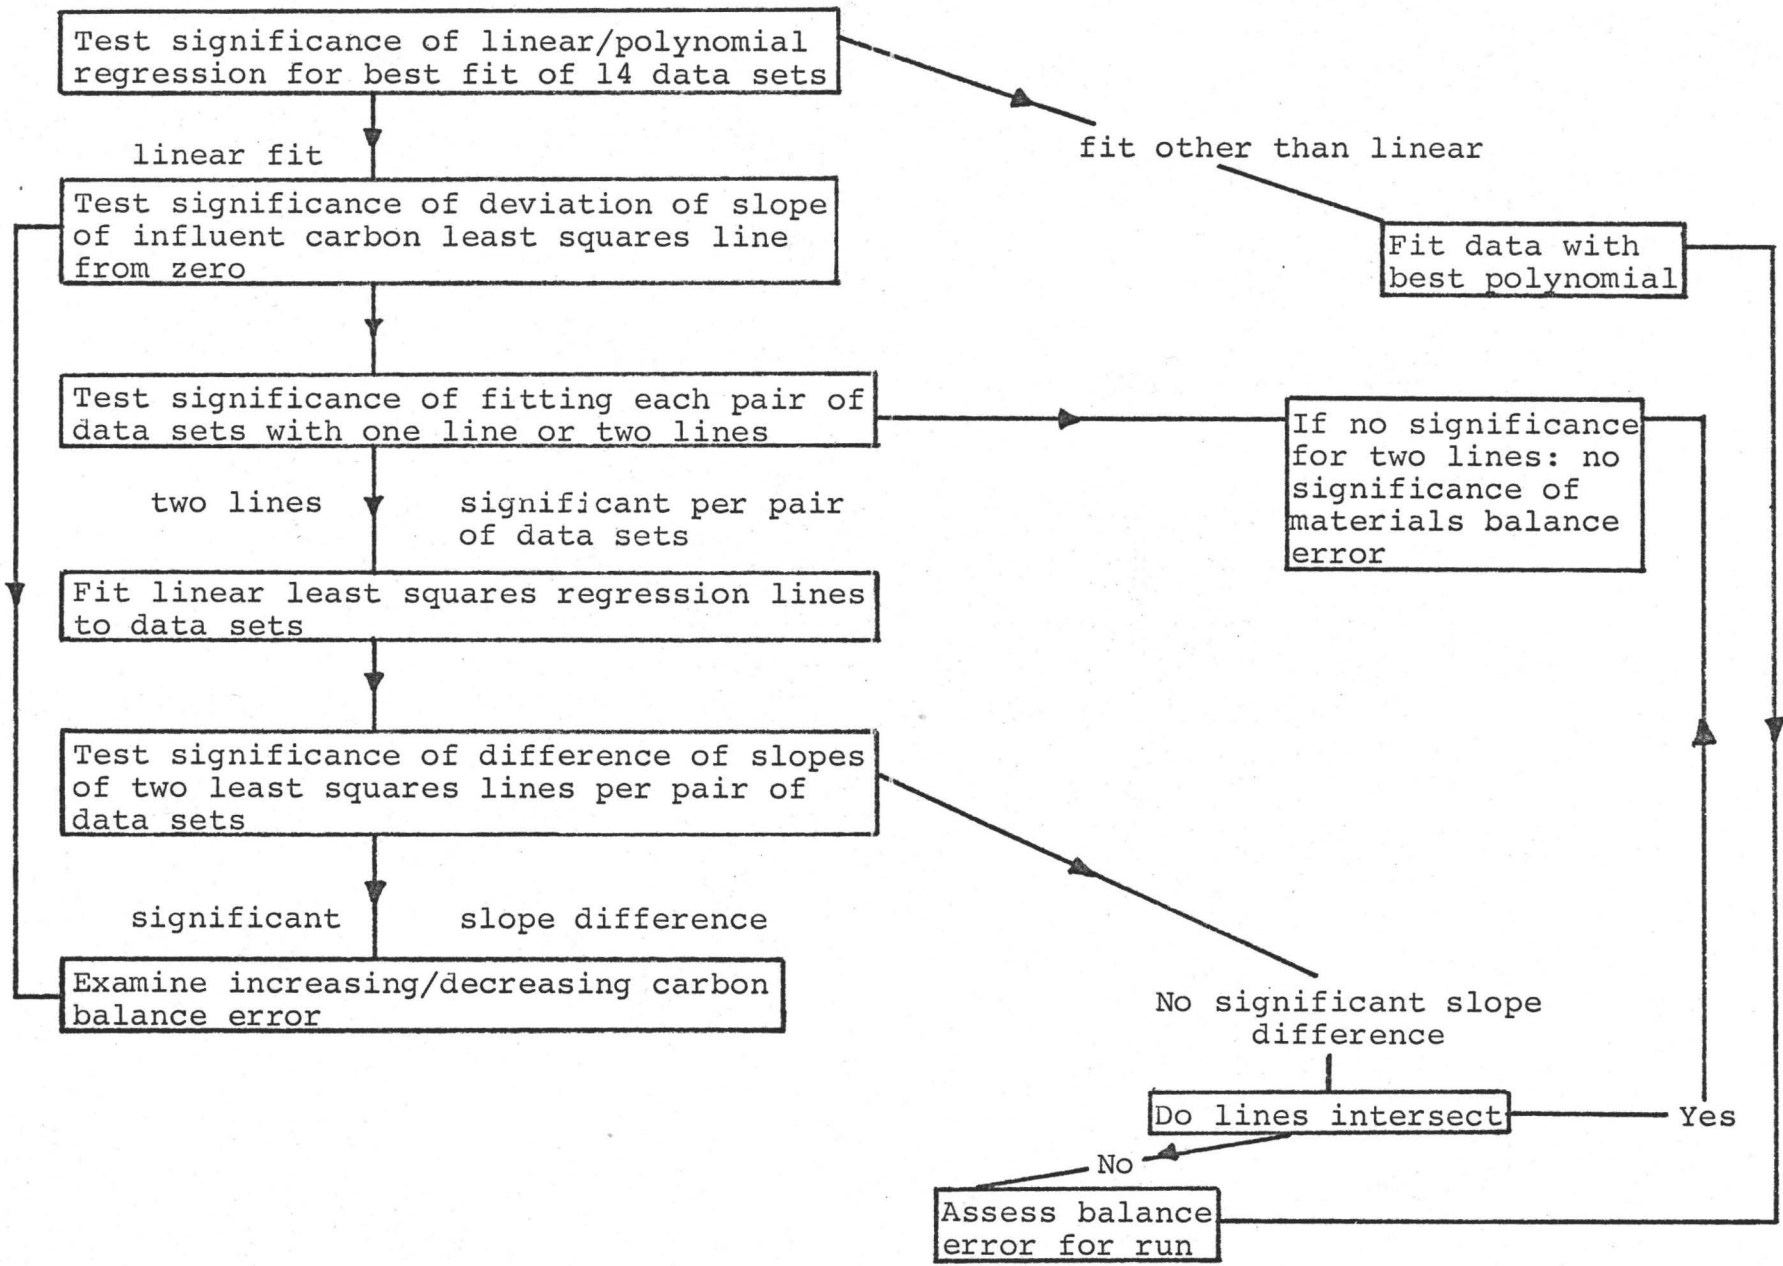 Test significance of linear/polynomial
regression for best fit of 14 data sets
linear fit
fit other than linear
Test significance of deviation of slope
of influent carbon least squares line
from zero
Fit data with
best polynomial
Test significance of fitting each pair of
data sets with one line or two lines
If no significance
for two lines: no
significance of
materials balance
error
two lines
significant per pair
of data sets
Fit linear least squares regression lines
to data sets
Test significance of difference of slopes
of two least squares lines per pair of
data sets
significant
slope difference
Examine increasing/decreasing carbon
balance error
No significant slope
difference
Do lines intersect
Yes
No
Assess balance
error for run